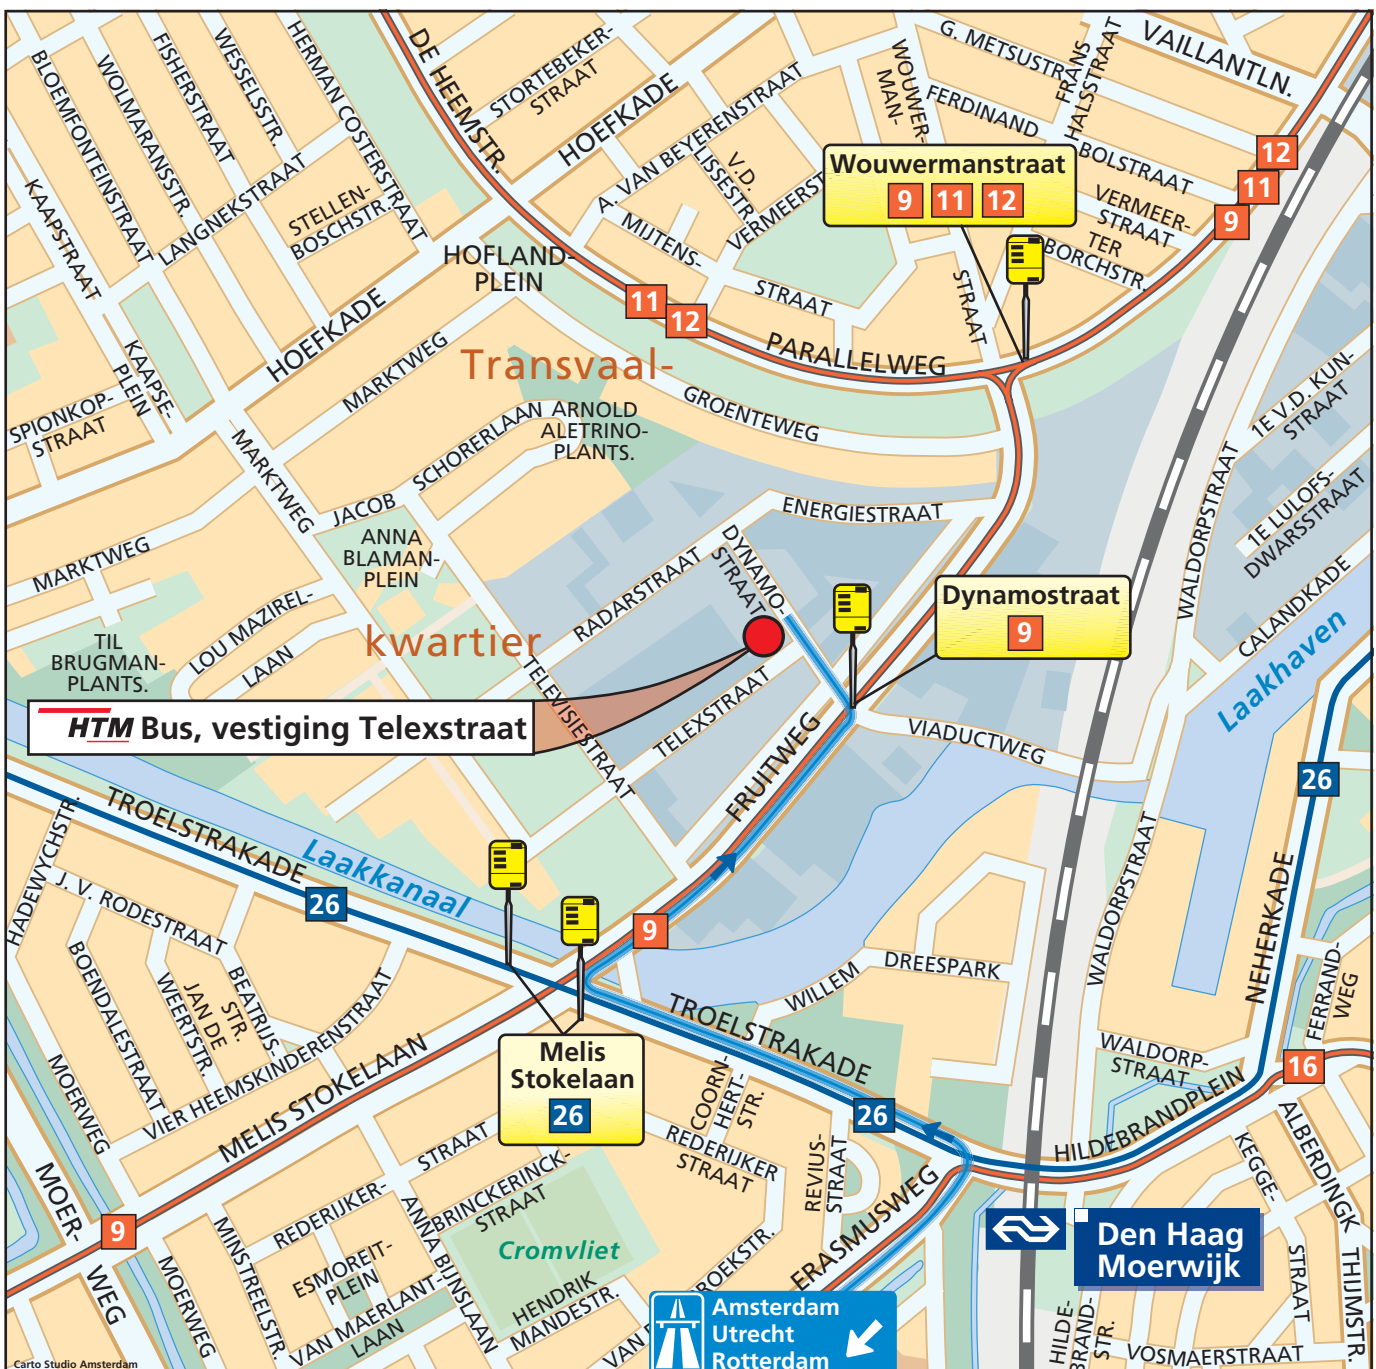 DE HEEMSTR.
STORTEBEKER-
STRAAT
HOEFKADE
WOUWER-
MAN-
G. METSUSTR.
FRANS
HALSSTRAAT
VAILLANTLN.
BLOEMFONTEINSTRAAT
WOLMARANSSTR.
FISHERSTRAAT
WESSELSSTR.
HERMAN COSTERSTRAAT
LANGNEKSTRAAT
STELLEN-
BOSCHSTR.
KAAPSTRAAT
A. VAN BEYERENSTRAAT
V.D.
LISSESTR.
VERMEERST
MIJTENS-
STRAAT
FERDINAND
BOLSTRAAT
VERMEER-
STRAAT
TER
BORCHSTR.
Wouwermanstraat
9 11 12
12
11
9
HOFLAND-
PLEIN
11
12
STRAAT
PARALLELWEG
HOEFKADE
MARKTWEG
Transvaal-
KAAPSE-
PLEIN
SPIONKOP-
STRAAT
GROENTEWEG
ARNOLD
ALETRINO-
PLANTS.
JACOB
SCHORERLAAN
MARKTWEG
ANNA
BLAMAN-
PLEIN
MARKTWEG
1E V.D. KUN-
STRAAT
1E LULOFS-
DWARSSTRAAT
WALDORPSTRAAT
CALANDKADE
Laakhaven
ENERGIESTRAAT
DYNAMO-
STRAAT
RADARSTRAAT
Dynamostraat
9
LOU MAZIREL-
LAAN
kwartier
TIL
BRUGMAN-
PLANTS.
TELEVISIESTRAAT
TELEXSTRAAT
HTM Bus, vestiging Telexstraat
FRUITWEG
VIADUCTWEG
26
TROELSTRAKADE
Laakkanaal
26
HADEWYCHSTR.
J. V. RODESTRAAT
BOENDALESTRAAT
JAN DE
WEERTSTR.
BEATRIJS-
STR.
VIER HEEMSKINDERENSTRAAT
MOERWEG
9
WALDORPSTRAAT
NEHERKADE
WILLEM
DREESPARK
FERRAND-
WEG
TROELSTRAKADE
Melis
Stokelaan
26
MELIS STOKELAAN
COORN-
HERT-
STR.
26
WALDORP-
STRAAT
16
HILDEBRANDPLEIN
REDERIJKER
STRAAT
REVIUS-
STRAAT
ERASMUSWEG
KEGGE-
STRAAT
ALBERDINGK
THIJMSTR
MOER-
WEG
9
MOERWEG
MINSTREELSTR.
REDERIJKER-
STRAAT
ESMOREIT-
PLEIN
ANNA BIJNSLAAN
BRINCKERINCK-
STRAAT
Cromvliet
HENDRIK
MANDESTR.
VAN MAERLANT-
LAAN
Den Haag
Moerwijk
Amsterdam
Utrecht
Rotterdam
HILDE-
BRAND-
STR.
VOSMAERSTRAAT
Carto Studio Amsterdam